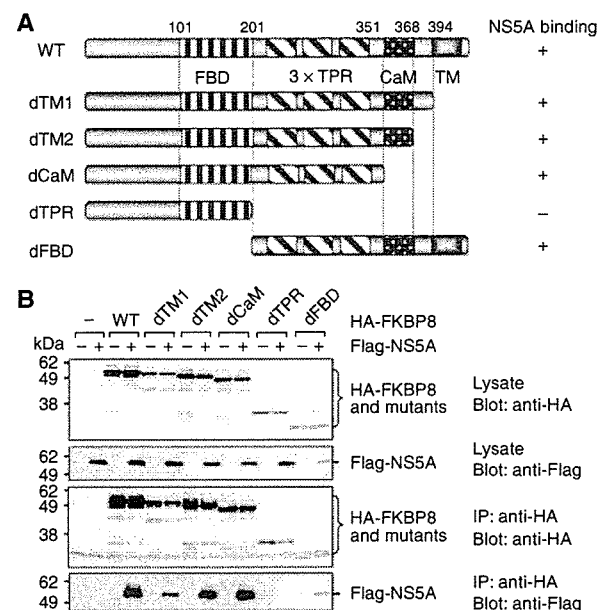 A
101 201 351 368 394 NS5A binding
WT +
FBD 3 × TPR CaM TM
dTM1 +
dTM2 +
dCaM +
dTPR –
dFBD +
B
– WT dTM1 dTM2 dCaM dTPR dFBD HA-FKBP8
kDa – + – + – + – + – + – + – + Flag-NS5A
62
49
38
HA-FKBP8 and mutants
Lysate
Blot: anti-HA
62
49
Flag-NS5A
Lysate
Blot: anti-Flag
62
49
38
HA-FKBP8 and mutants
IP: anti-HA
Blot: anti-HA
62
49
Flag-NS5A
IP: anti-HA
Blot: anti-Flag